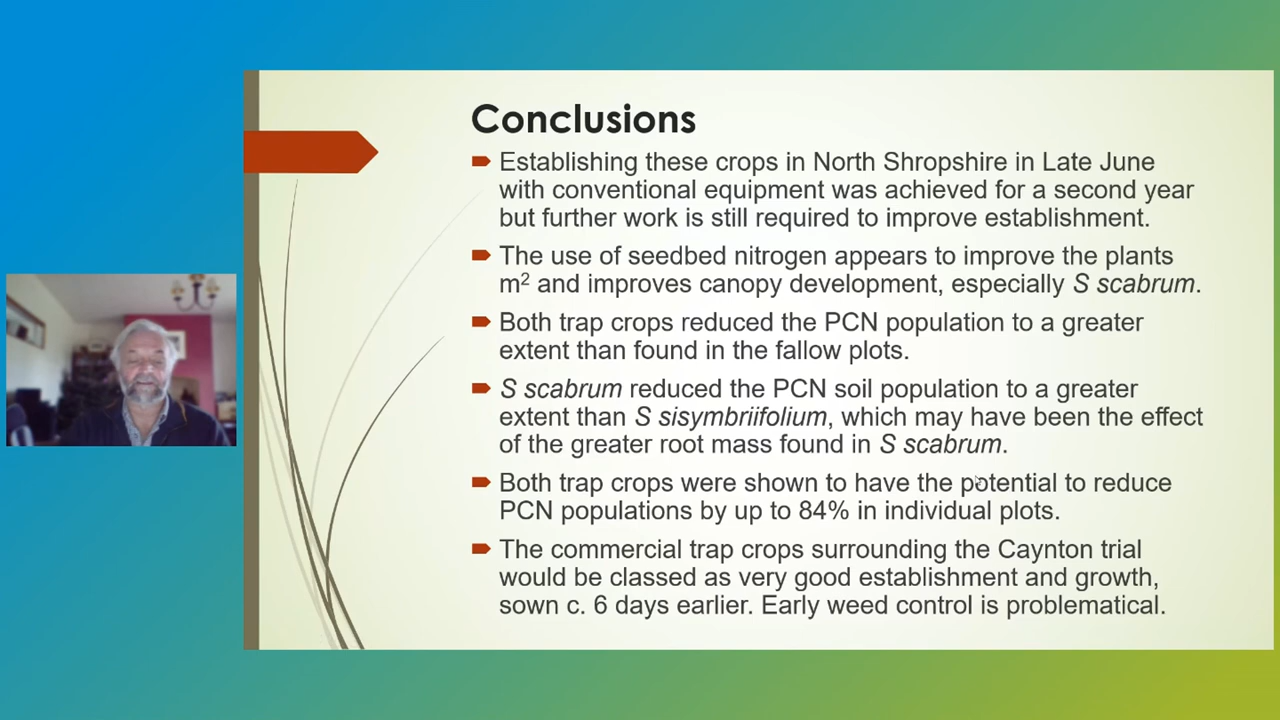 Conclusions
Establishing these crops in North Shropshire in Late June
with conventional equipment was achieved for a second year
but further work is still required to improve establishment.
The use of seedbed nitrogen appears to improve the plants
m² and improves canopy development, especially S scabrum.
Both trap crops reduced the PCN population to a greater
extent than found in the fallow plots.
S scabrum reduced the PCN soil population to a greater
extent than S sisymbriifolium, which may have been the effect
of the greater root mass found in S scabrum.
Both trap crops were shown to have the potential to reduce
PCN populations by up to 84% in individual plots.
The commercial trap crops surrounding the Caynton trial
would be classed as very good establishment and growth,
sown c. 6 days earlier. Early weed control is problematical.